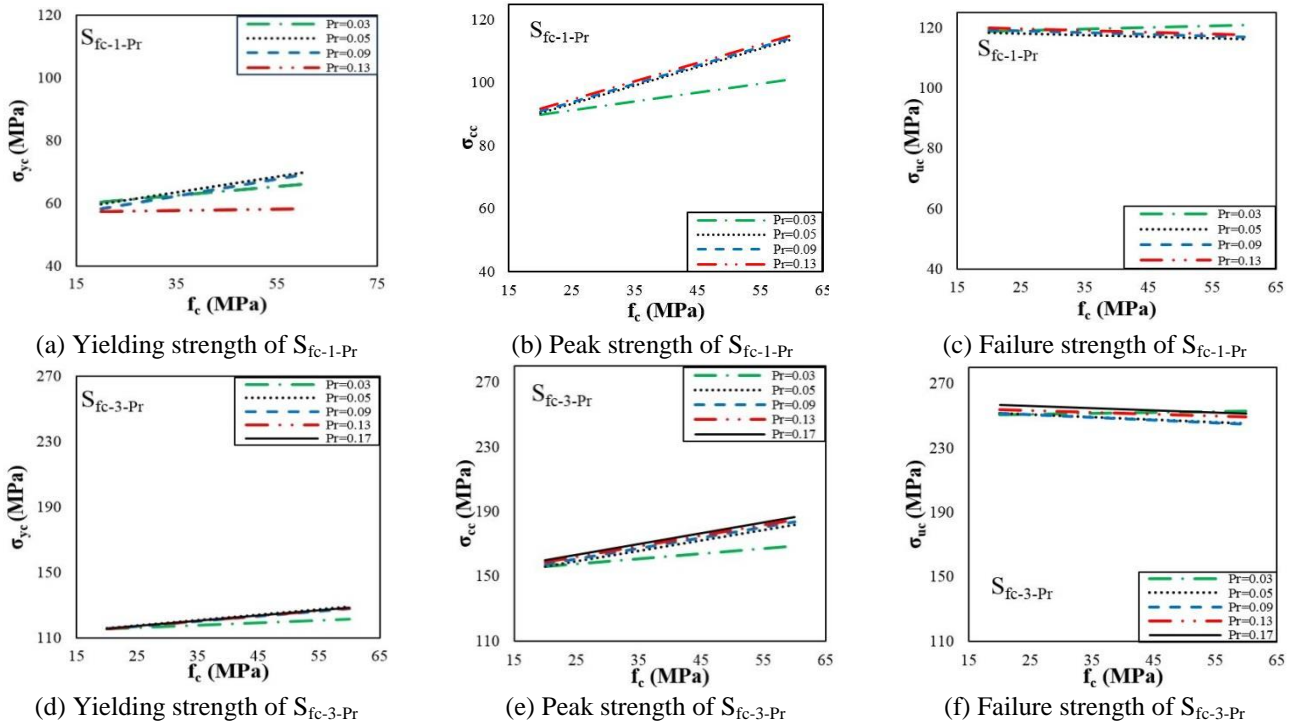 120
100
80
60
40
σyc (MPa)
Sfc-1-Pr
Pr=0.03
Pr=0.05
Pr=0.09
Pr=0.13
15 35 55 75
fc (MPa)
(a) Yielding strength of Sfc-1-Pr
120
100
80
60
40
σcc (MPa)
Sfc-1-Pr
Pr=0.03
Pr=0.05
Pr=0.09
Pr=0.13
15 25 35 45 55 65
fc (MPa)
(b) Peak strength of Sfc-1-Pr
120
100
80
60
40
σuc (MPa)
Sfc-1-Pr
Pr=0.03
Pr=0.05
Pr=0.09
Pr=0.13
15 25 35 45 55 65
fc (MPa)
(c) Failure strength of Sfc-1-Pr
270
230
190
150
110
σyc (MPa)
Sfc-3-Pr
Pr=0.03
Pr=0.05
Pr=0.09
Pr=0.13
Pr=0.17
15 25 35 45 55 65
fc (MPa)
(d) Yielding strength of Sfc-3-Pr
270
230
190
150
110
σcc (MPa)
Sfc-3-Pr
Pr=0.03
Pr=0.05
Pr=0.09
Pr=0.13
Pr=0.17
15 25 35 45 55 65
fc (MPa)
(e) Peak strength of Sfc-3-Pr
270
230
190
150
110
σuc (MPa)
Sfc-3-Pr
Pr=0.03
Pr=0.05
Pr=0.09
Pr=0.13
Pr=0.17
15 25 35 45 55 65
fc (MPa)
(f) Failure strength of Sfc-3-Pr